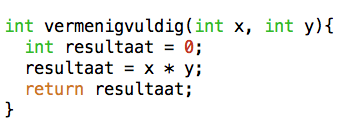 int vermenigvuldig(int x, int y){
  int resultaat = 0;
  resultaat = x * y;
  return resultaat;
}